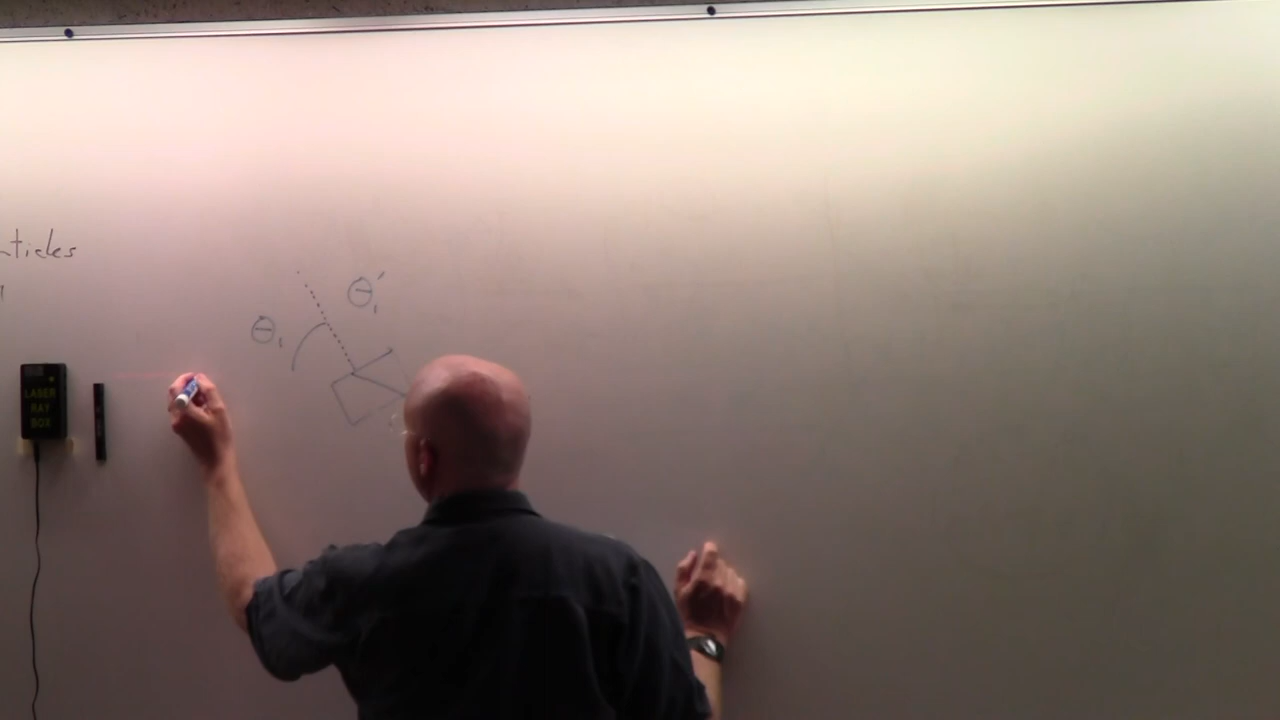 ticles
θ₁′
θ₁
LASER
RAY
BOX